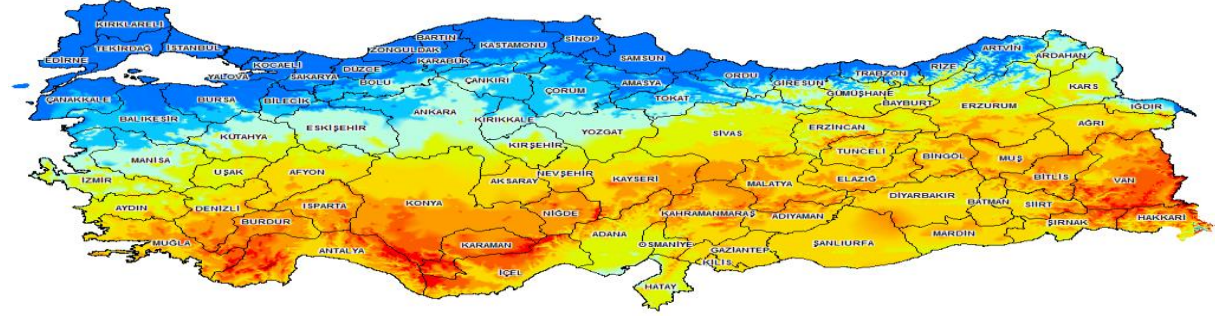 KIRKLARELİ
TEKİRDAĞ
İSTANBUL
EDİRNE
KOCAELİ
YALOVA
SAKARYA
DÜZCE
BOLU
ZONGULDAK
BARTIN
KARABÜK
KASTAMONU
SİNOP
SAMSUN
ÇANKIRI
ÇORUM
AMASYA
TOKAT
ORDU
GİRESUN
TRABZON
RİZE
ARTVİN
ARDAHAN
KARS
IĞDIR
GÜMÜŞHANE
BAYBURT
ERZURUM
AĞRI
ÇANAKKALE
BURSA
BİLECİK
BALIKEŞİR
KÜTAHYA
ESKİŞEHİR
ANKARA
KIRIKKALE
KIRŞEHİR
YOZGAT
SİVAS
ERZİNCAN
TUNCELİ
BİNGÖL
MUŞ
BİTLİS
VAN
MANİSA
UŞAK
AFYON
İZMİR
AKSARAY
NEVŞEHİR
KAYSERİ
MALATYA
ELAZIĞ
DİYARBAKIR
BATMAN
SİİRT
ŞIRNAK
HAKKARİ
AYDIN
DENİZLİ
ISPARTA
BURDUR
KONYA
NİĞDE
KAHRAMANMARAŞ
ADIYAMAN
MARDİN
MUĞLA
ANTALYA
KARAMAN
İÇEL
ADANA
OSMANİYE
GAZİANTEP
KİLİS
ŞANLIURFA
HATAY